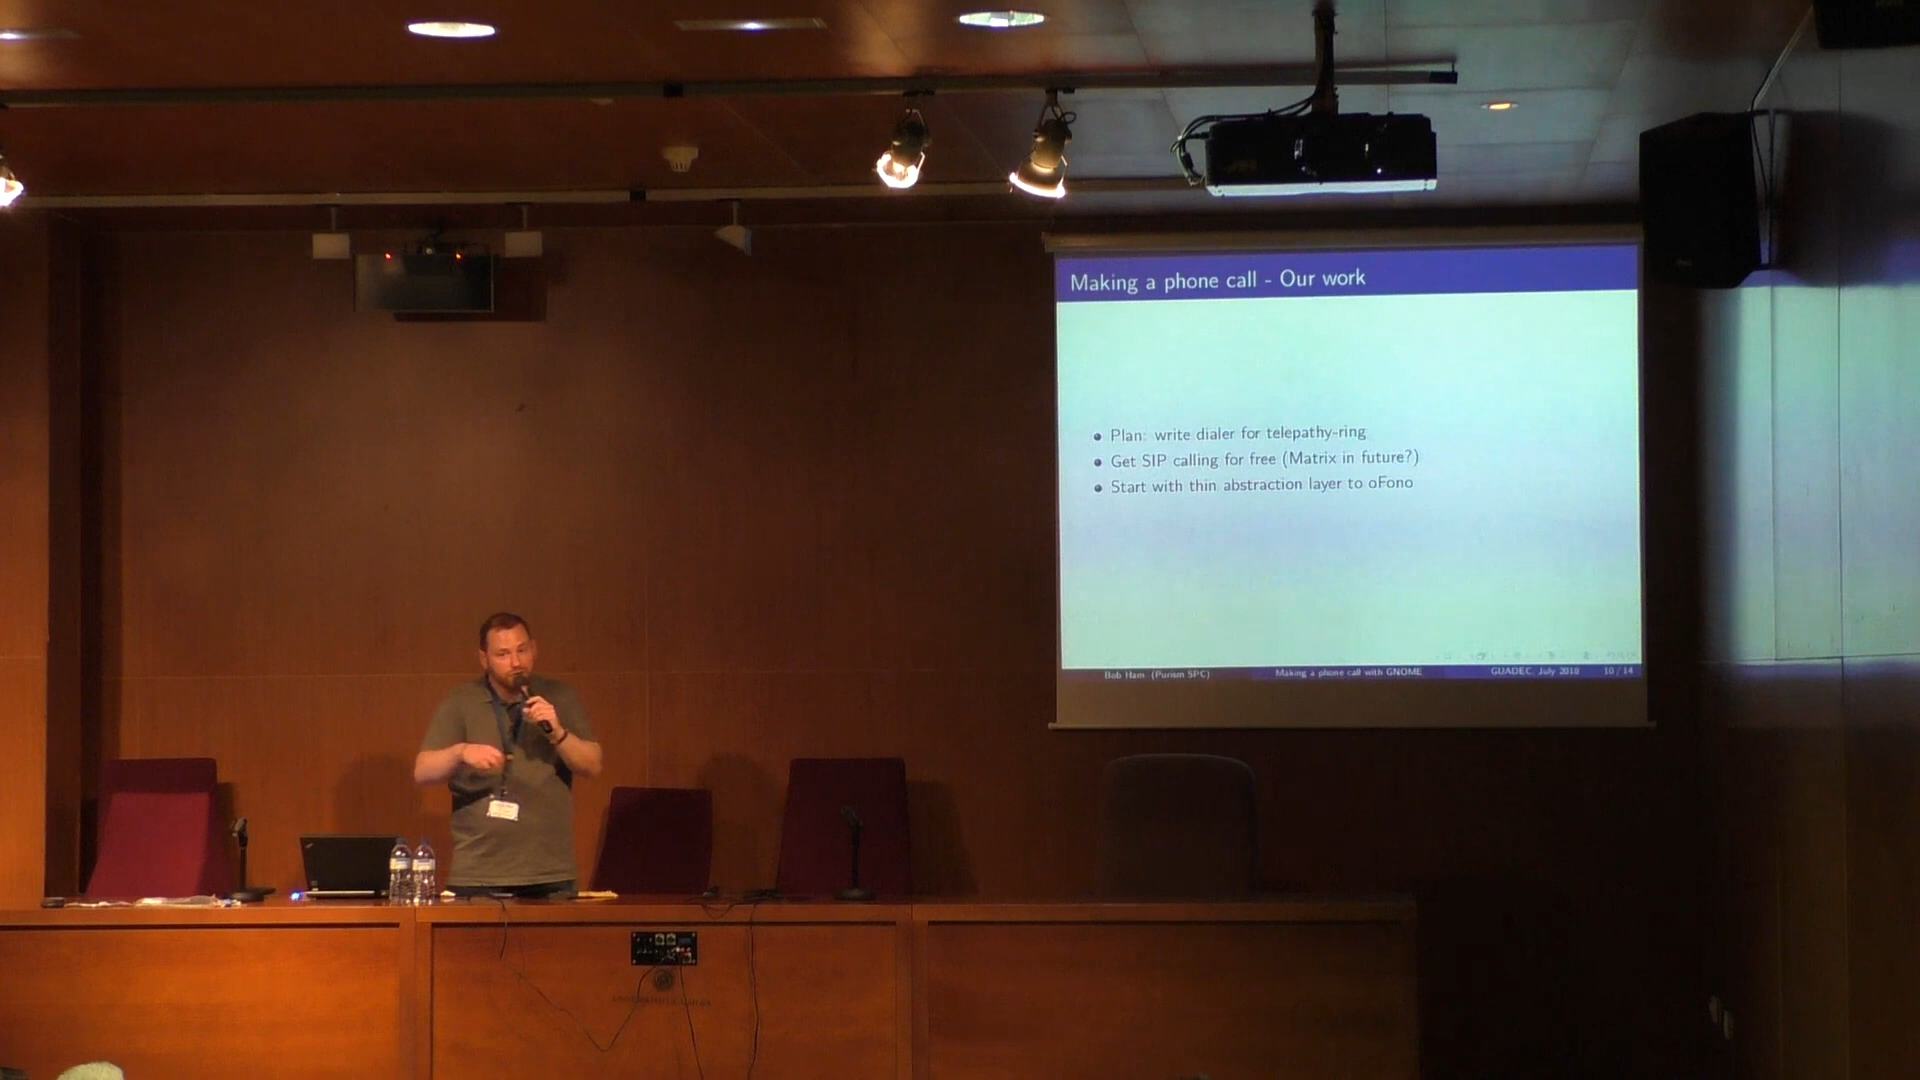 Making a phone call - Our work
Plan: write dialer for telepathy-ring
Get SIP calling for free (Matrix in future?)
Start with thin abstraction layer to oFono
Bob Ham (Purism SPC) Making a phone call with GNOME GUADEC, July 2018 10 / 14